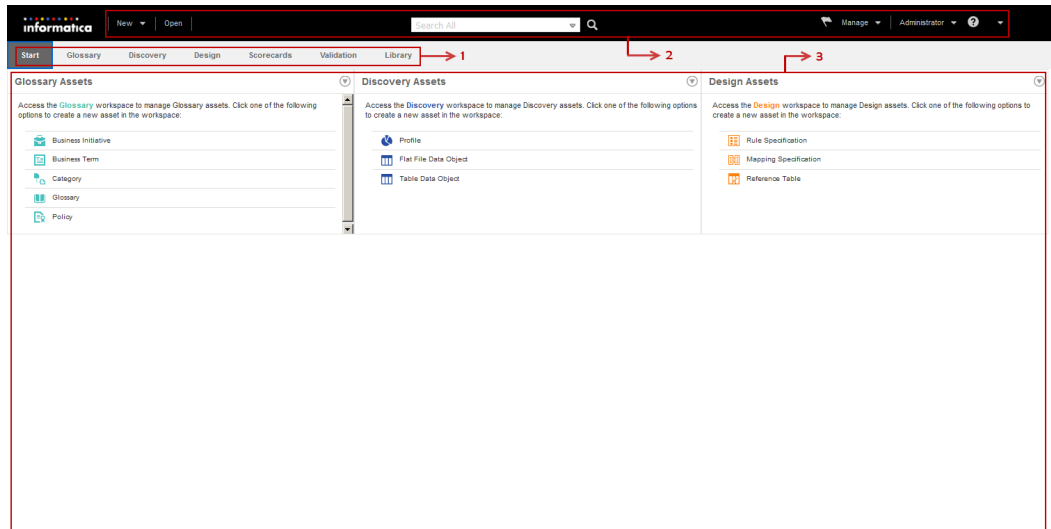 informatica New Open Search All Manage Administrator ?
Start Glossary Discovery Design Scorecards Validation Library 1 2 3
Glossary Assets
Access the Glossary workspace to manage Glossary assets. Click one of the following
options to create a new asset in the workspace:
Business Initiative
Business Term
Category
Glossary
Policy
Discovery Assets
Access the Discovery workspace to manage Discovery assets. Click one of the following options
to create a new asset in the workspace:
Profile
Flat File Data Object
Table Data Object
Design Assets
Access the Design workspace to manage Design assets. Click one of the following options to
create a new asset in the workspace:
Rule Specification
Mapping Specification
Reference Table